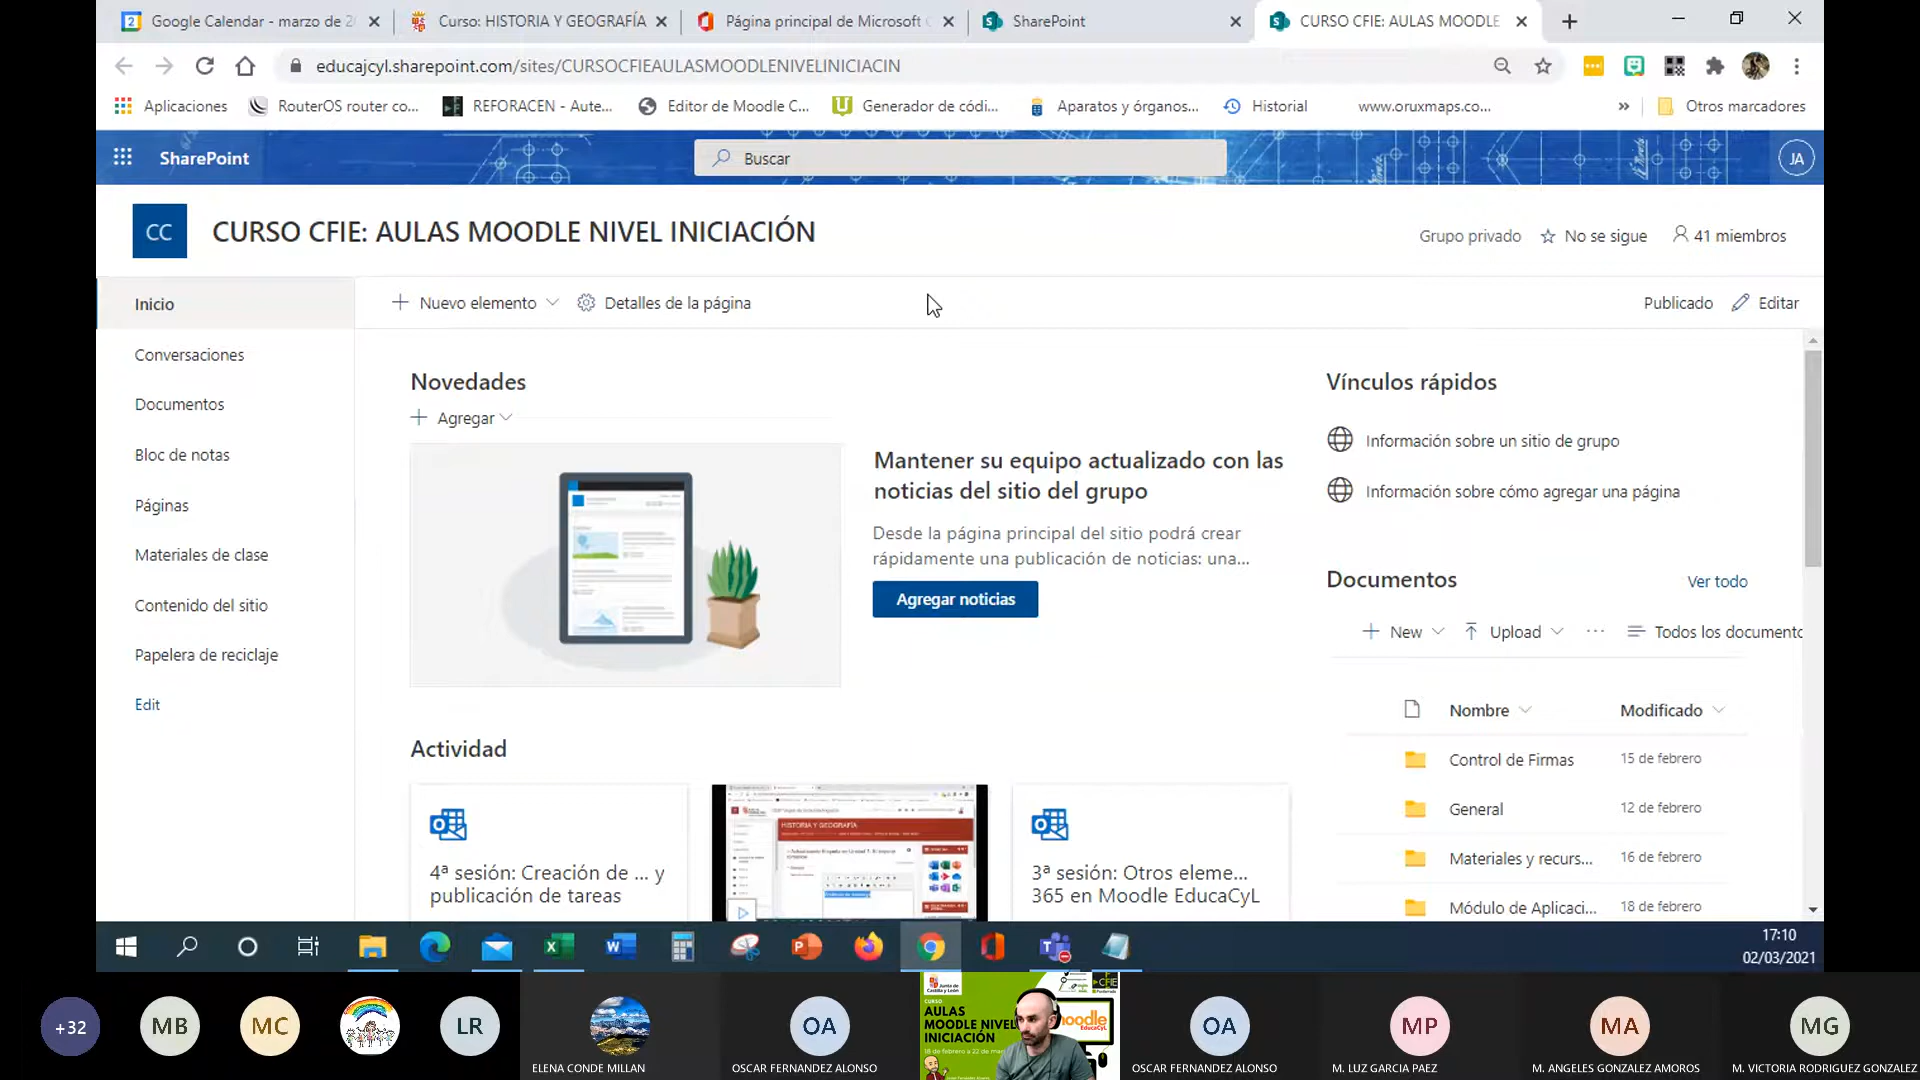 Google Calendar - marzo de 2
Curso: HISTORIA Y GEOGRAFÍA
Página principal de Microsoft
SharePoint
CURSO CFIE: AULAS MOODLE
educajcyl.sharepoint.com/sites/CURSOCFIEAULASMOODLENIVELINICIACIN
Aplicaciones
RouterOS router co...
REFORACEN - Aute...
Editor de Moodle C...
Generador de códi...
Aparatos y órganos...
Historial
www.oruxmaps.co...
»
Otros marcadores
SharePoint
Buscar
JA
CC
CURSO CFIE: AULAS MOODLE NIVEL INICIACIÓN
Grupo privado
No se sigue
41 miembros
Inicio
Conversaciones
Documentos
Bloc de notas
Páginas
Materiales de clase
Contenido del sitio
Papelera de reciclaje
Edit
Nuevo elemento
Detalles de la página
Publicado
Editar
Novedades
Agregar
Mantener su equipo actualizado con las
noticias del sitio del grupo
Desde la página principal del sitio podrá crear
rápidamente una publicación de noticias: una...
Agregar noticias
Vínculos rápidos
Información sobre un sitio de grupo
Información sobre cómo agregar una página
Documentos
Ver todo
New
Upload
...
Todos los documento
Nombre
Modificado
Control de Firmas
15 de febrero
General
12 de febrero
Materiales y recurs...
16 de febrero
Módulo de Aplicaci...
18 de febrero
Actividad
4ª sesión: Creación de ... y
publicación de tareas
HISTORIA Y GEOGRAFÍA
3ª sesión: Otros eleme...
365 en Moodle EducaCyL
17:10
02/03/2021
+32
MB
MC
LR
ELENA CONDE MILLAN
OA
OSCAR FERNANDEZ ALONSO
Junta de
Castilla y León
CFIE
CURSO
AULAS
MOODLE NIVEL
INICIACIÓN
moodle
EducaCyL
OA
OSCAR FERNANDEZ ALONSO
MP
M. LUZ GARCIA PAEZ
MA
M. ANGELES GONZALEZ AMOROS
MG
M. VICTORIA RODRIGUEZ GONZALEZ